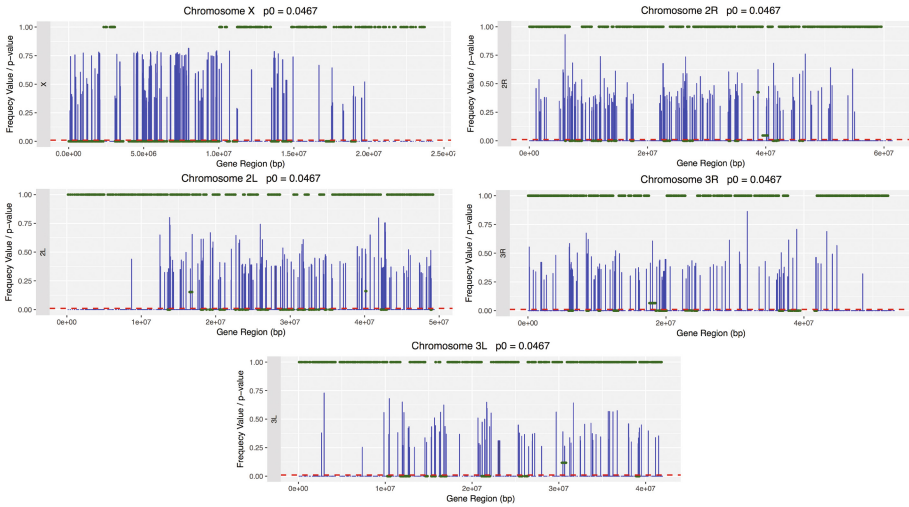 Chromosome X p0 = 0.0467
Frequecy Value / p−value
X
1.00
0.75
0.50
0.25
0.00
0.0e+00 5.0e+06 1.0e+07 1.5e+07 2.0e+07 2.5e+07
Gene Region (bp)
Chromosome 2R p0 = 0.0467
Frequecy Value / p−value
2R
1.00
0.75
0.50
0.25
0.00
0e+00 2e+07 4e+07 6e+07
Gene Region (bp)
Chromosome 2L p0 = 0.0467
Frequecy Value / p−value
2L
1.00
0.75
0.50
0.25
0.00
0e+00 1e+07 2e+07 3e+07 4e+07 5e+07
Gene Region (bp)
Chromosome 3R p0 = 0.0467
Frequecy Value / p−value
3R
1.00
0.75
0.50
0.25
0.00
0e+00 2e+07 4e+07
Gene Region (bp)
Chromosome 3L p0 = 0.0467
Frequecy Value / p−value
3L
1.00
0.75
0.50
0.25
0.00
0e+00 1e+07 2e+07 3e+07 4e+07
Gene Region (bp)